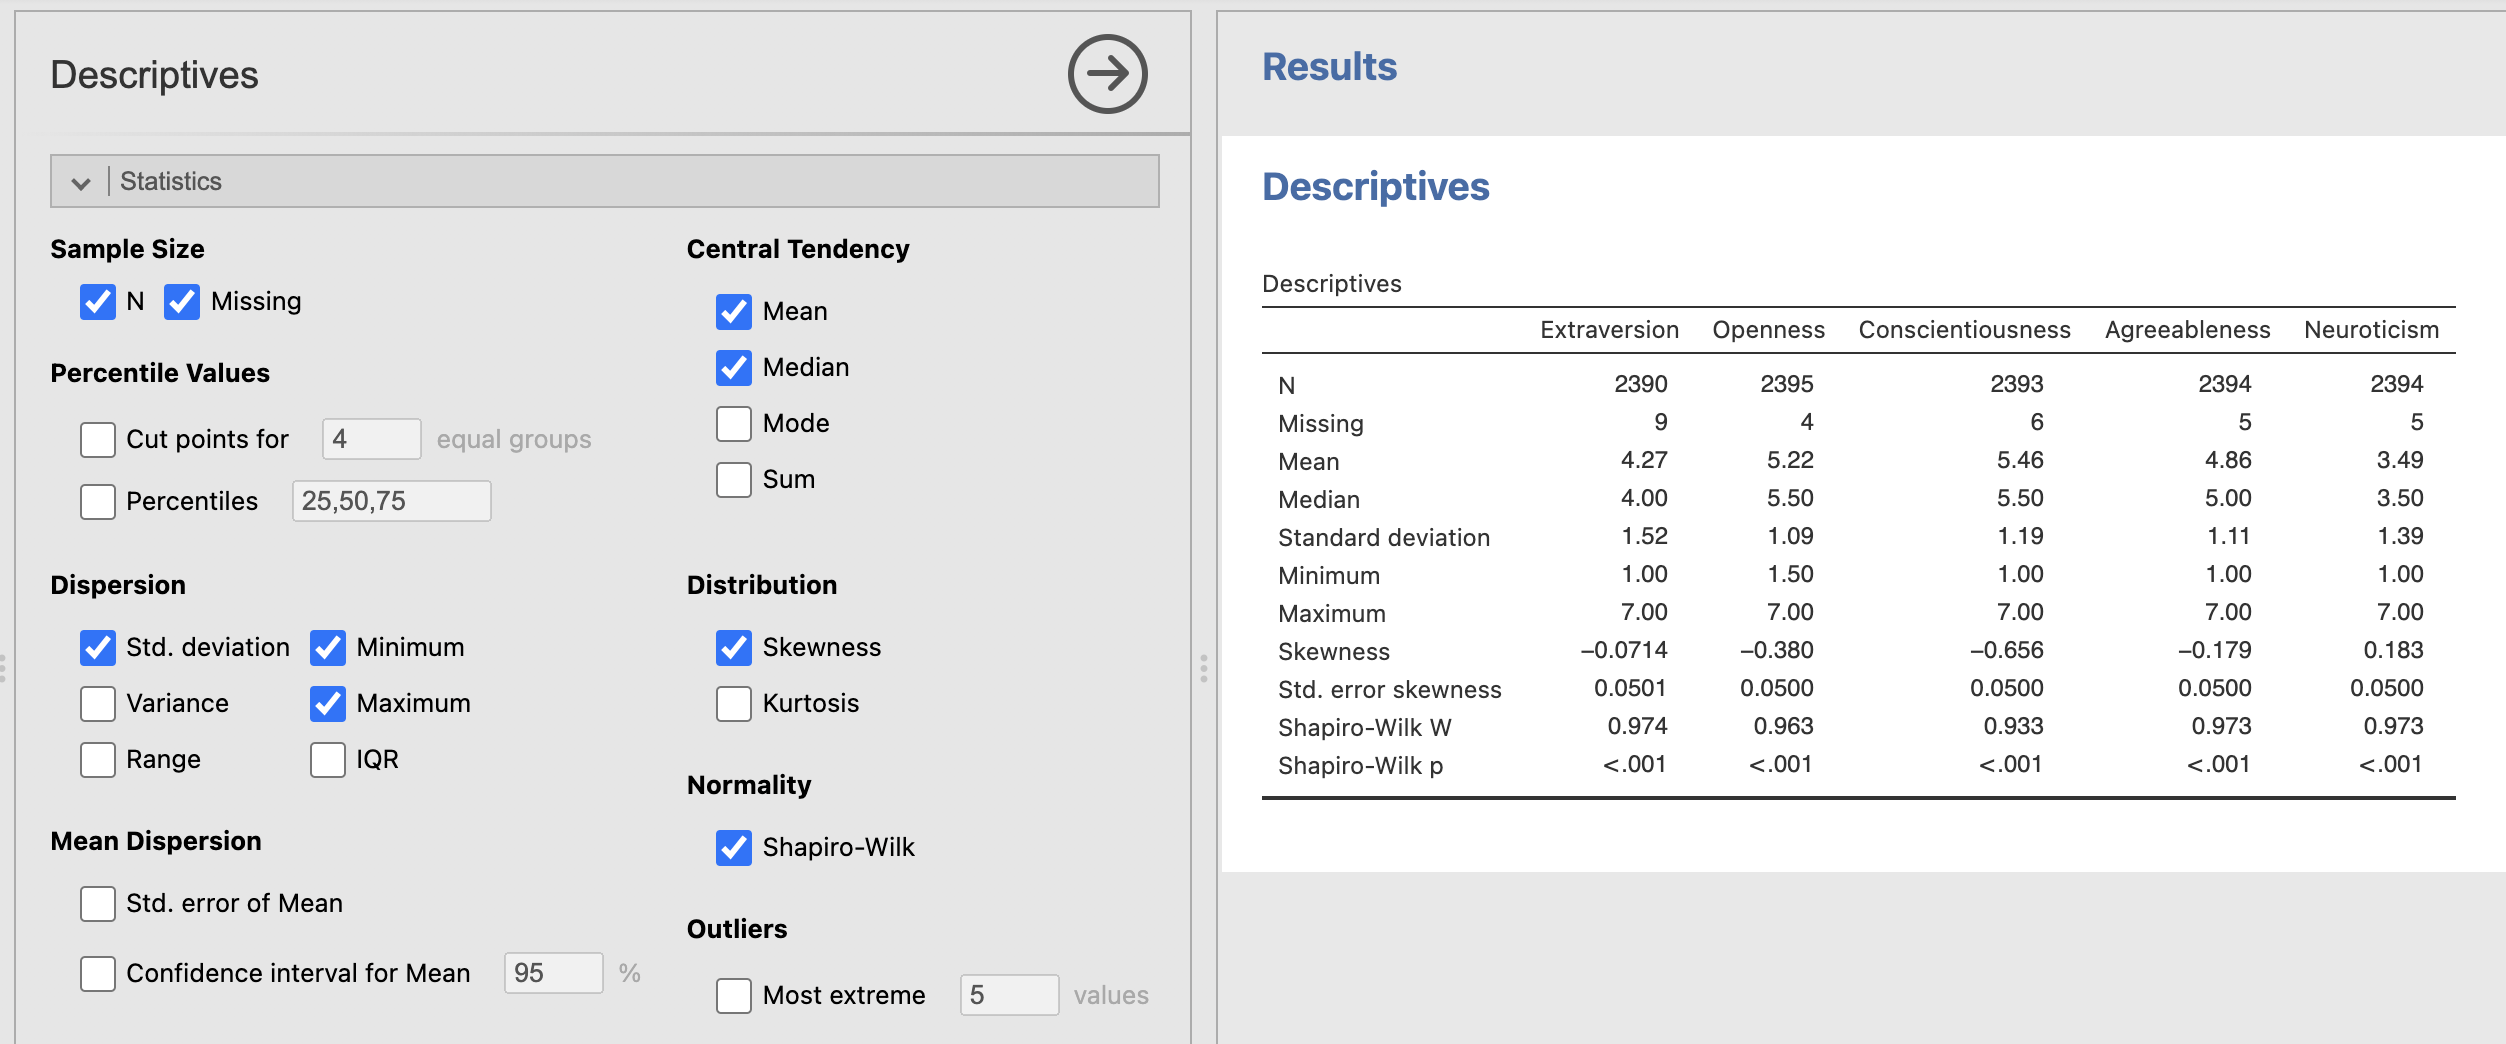 Descriptives
Statistics
Sample Size
N Missing
Percentile Values
Cut points for 4 equal groups
Percentiles 25,50,75
Central Tendency
Mean
Median
Mode
Sum
Dispersion
Std. deviation Minimum
Variance Maximum
Range IQR
Distribution
Skewness
Kurtosis
Normality
Shapiro-Wilk
Mean Dispersion
Std. error of Mean
Confidence interval for Mean 95 %
Outliers
Most extreme 5 values
Results
Descriptives
Descriptives
Extraversion Openness Conscientiousness Agreeableness Neuroticism
N 2390 2395 2393 2394 2394
Missing 9 4 6 5 5
Mean 4.27 5.22 5.46 4.86 3.49
Median 4.00 5.50 5.50 5.00 3.50
Standard deviation 1.52 1.09 1.19 1.11 1.39
Minimum 1.00 1.50 1.00 1.00 1.00
Maximum 7.00 7.00 7.00 7.00 7.00
Skewness −0.0714 −0.380 −0.656 −0.179 0.183
Std. error skewness 0.0501 0.0500 0.0500 0.0500 0.0500
Shapiro-Wilk W 0.974 0.963 0.933 0.973 0.973
Shapiro-Wilk p <.001 <.001 <.001 <.001 <.001